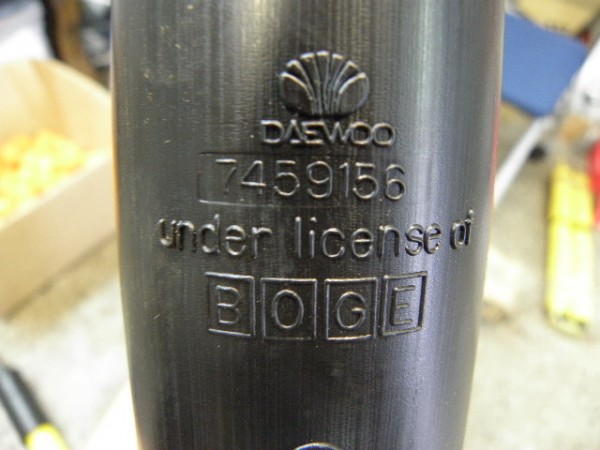 DAEWOO
7459156
under license of
BOGE